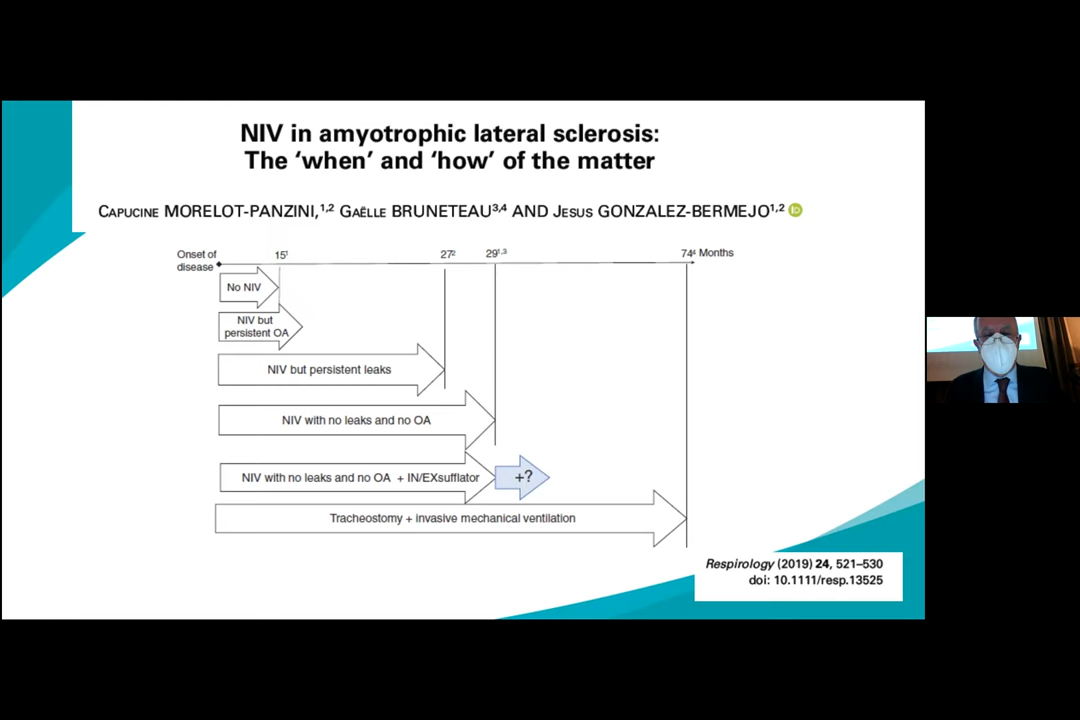 NIV in amyotrophic lateral sclerosis:
The ‘when’ and ‘how’ of the matter
CAPUCINE MORELOT-PANZINI,1,2 GAËLLE BRUNETEAU3,4 AND JESUS GONZALEZ-BERMEJO1,2 iD
Onset of
disease
15¹
27²
29¹,³
74⁴ Months
No NIV
NIV but
persistent OA
NIV but persistent leaks
NIV with no leaks and no OA
NIV with no leaks and no OA + IN/EXsufflator
+?
Tracheostomy + invasive mechanical ventilation
Respirology (2019) 24, 521–530
doi: 10.1111/resp.13525